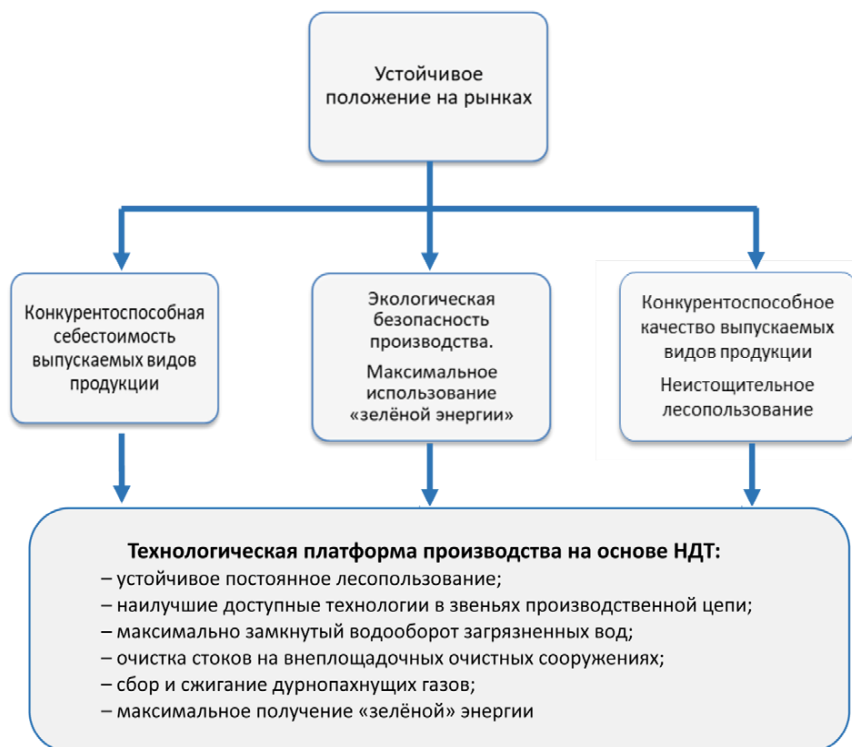 Устойчивое
положение на рынках
Конкурентоспособная
себестоимость
выпускаемых видов
продукции
Экологическая
безопасность
производства.
Максимальное
использование
«зелёной энергии»
Конкурентоспособное
качество выпускаемых
видов продукции
Неистощительное
лесопользование
Технологическая платформа производства на основе НДТ:
– устойчивое постоянное лесопользование;
– наилучшие доступные технологии в звеньях производственной цепи;
– максимально замкнутый водооборот загрязненных вод;
– очистка стоков на внеплощадочных очистных сооружениях;
– сбор и сжигание дурнопахнущих газов;
– максимальное получение «зелёной» энергии